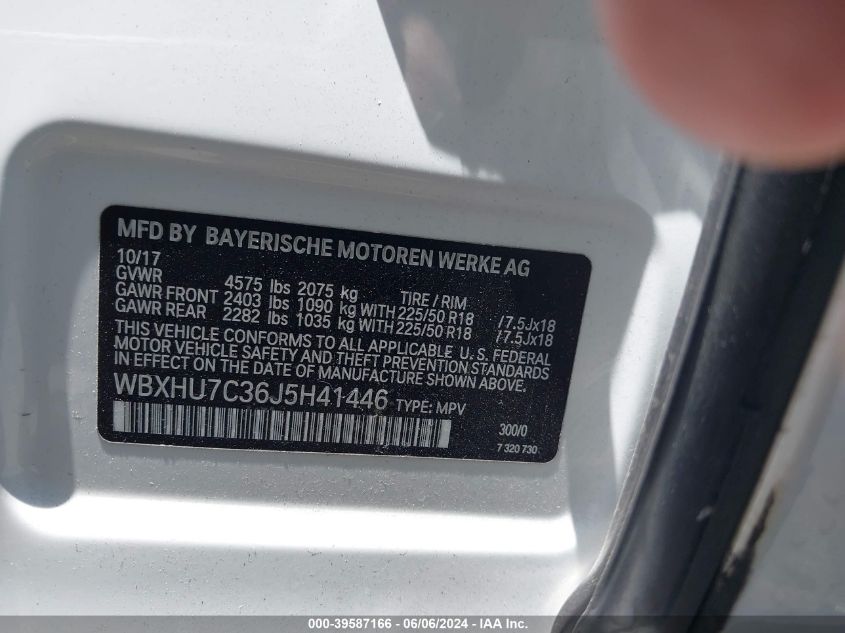 MFD BY BAYERISCHE MOTOREN WERKE AG
10/17
GVWR 4575 lbs 2075 kg TIRE / RIM
GAWR FRONT 2403 lbs 1090 kg WITH 225/50 R18 /7.5Jx18
GAWR REAR 2282 lbs 1035 kg WITH 225/50 R18 /7.5Jx18
THIS VEHICLE CONFORMS TO ALL APPLICABLE U. S. FEDERAL
MOTOR VEHICLE SAFETY AND THEFT PREVENTION STANDARDS
IN EFFECT ON THE DATE OF MANUFACTURE SHOWN ABOVE.
WBXHU7C36J5H41446 TYPE: MPV
300/0
7 320 730
000-39587166 - 06/06/2024 - IAA Inc.